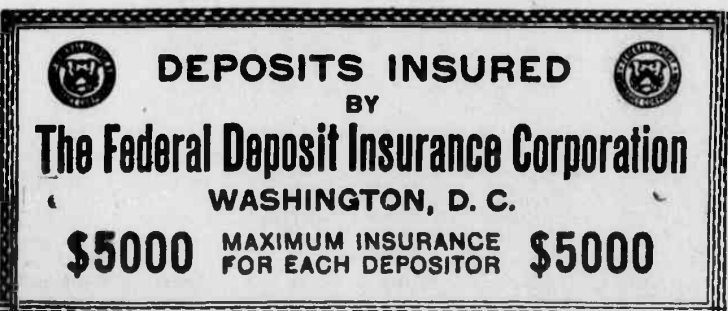 DEPOSITS INSURED
BY
The Federal Deposit Insurance Corporation
WASHINGTON, D. C.
$5000 MAXIMUM INSURANCE FOR EACH DEPOSITOR $5000